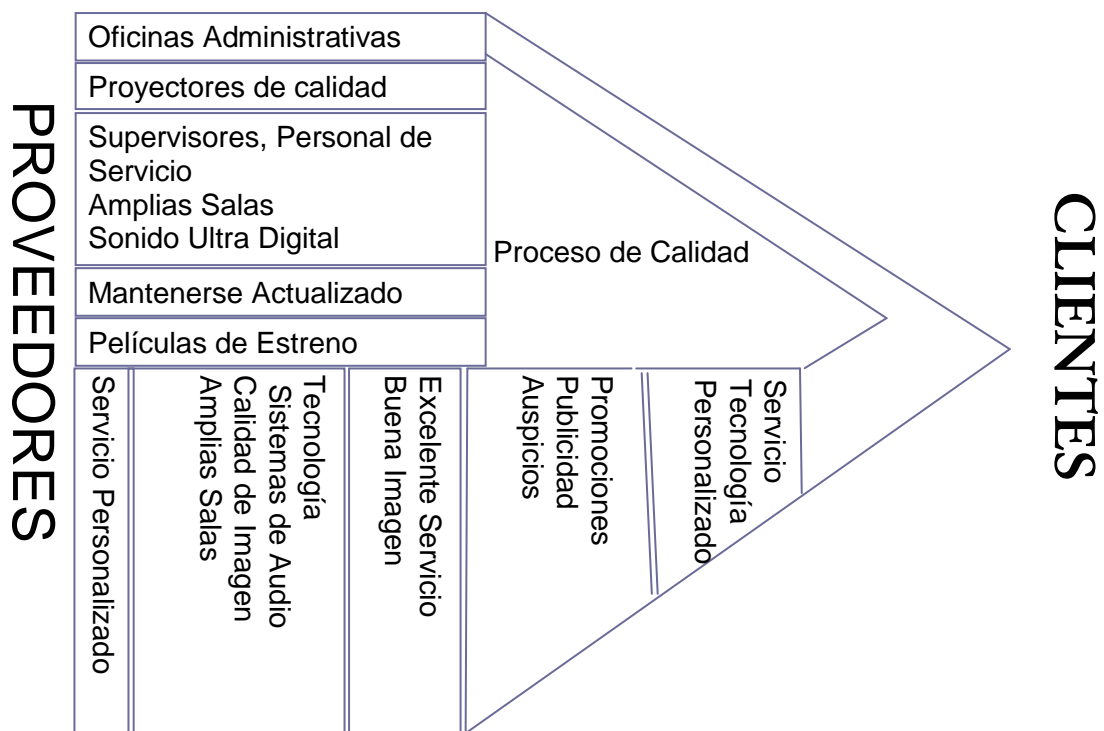 PROVEEDORES
Oficinas Administrativas
Proyectores de calidad
Supervisores, Personal de
Servicio
Amplias Salas
Sonido Ultra Digital
Mantenerse Actualizado
Películas de Estreno
Proceso de Calidad
Servicio Personalizado
Tecnología
Sistemas de Audio
Calidad de Imagen
Amplias Salas
Excelente Servicio
Buena Imagen
Promociones
Publicidad
Auspicios
Servicio
Tecnología
Personalizado
CLIENTES